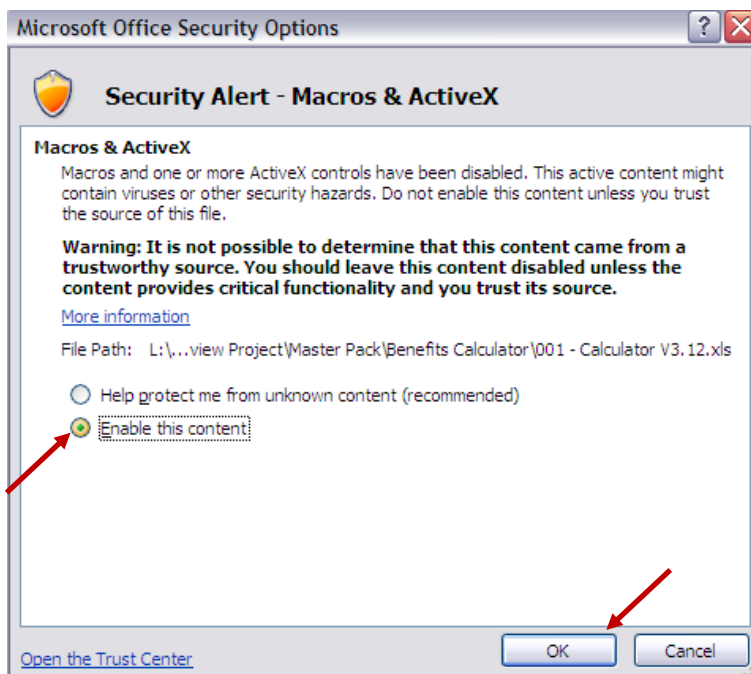 Microsoft Office Security Options
Security Alert - Macros & ActiveX
Macros & ActiveX
Macros and one or more ActiveX controls have been disabled. This active content might
contain viruses or other security hazards. Do not enable this content unless you trust
the source of this file.
Warning: It is not possible to determine that this content came from a
trustworthy source. You should leave this content disabled unless the
content provides critical functionality and you trust its source.
More information
File Path: L:\...view Project\Master Pack\Benefits Calculator\001 - Calculator V3.12.xls
Help protect me from unknown content (recommended)
Enable this content
Open the Trust Center
OK
Cancel